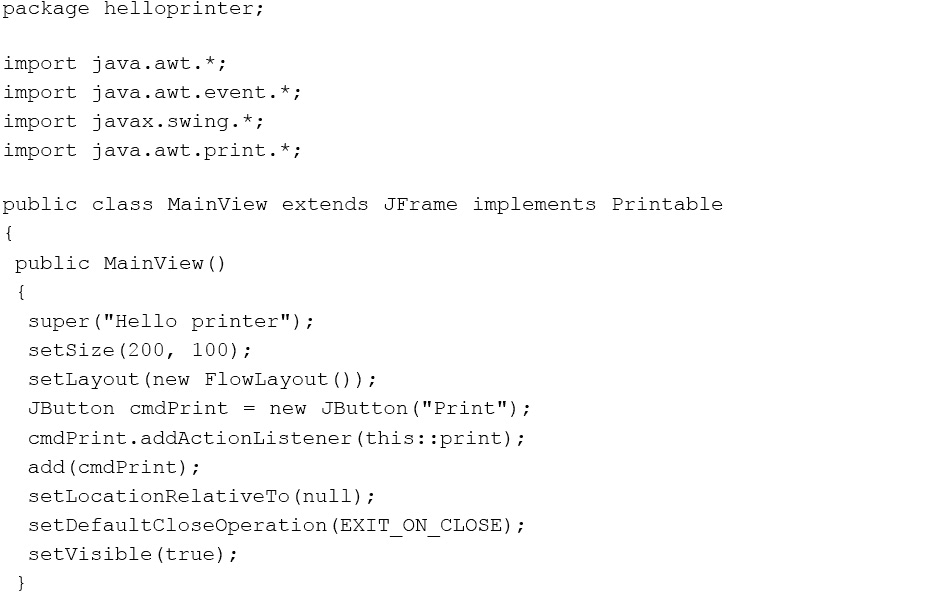 package helloprinter;

import java.awt.*;
import java.awt.event.*;
import javax.swing.*;
import java.awt.print.*;

public class MainView extends JFrame implements Printable
{
 public MainView()
 {
  super("Hello printer");
  setSize(200, 100);
  setLayout(new FlowLayout());
  JButton cmdPrint = new JButton("Print");
  cmdPrint.addActionListener(this::print);
  add(cmdPrint);
  setLocationRelativeTo(null);
  setDefaultCloseOperation(EXIT_ON_CLOSE);
  setVisible(true);
 }